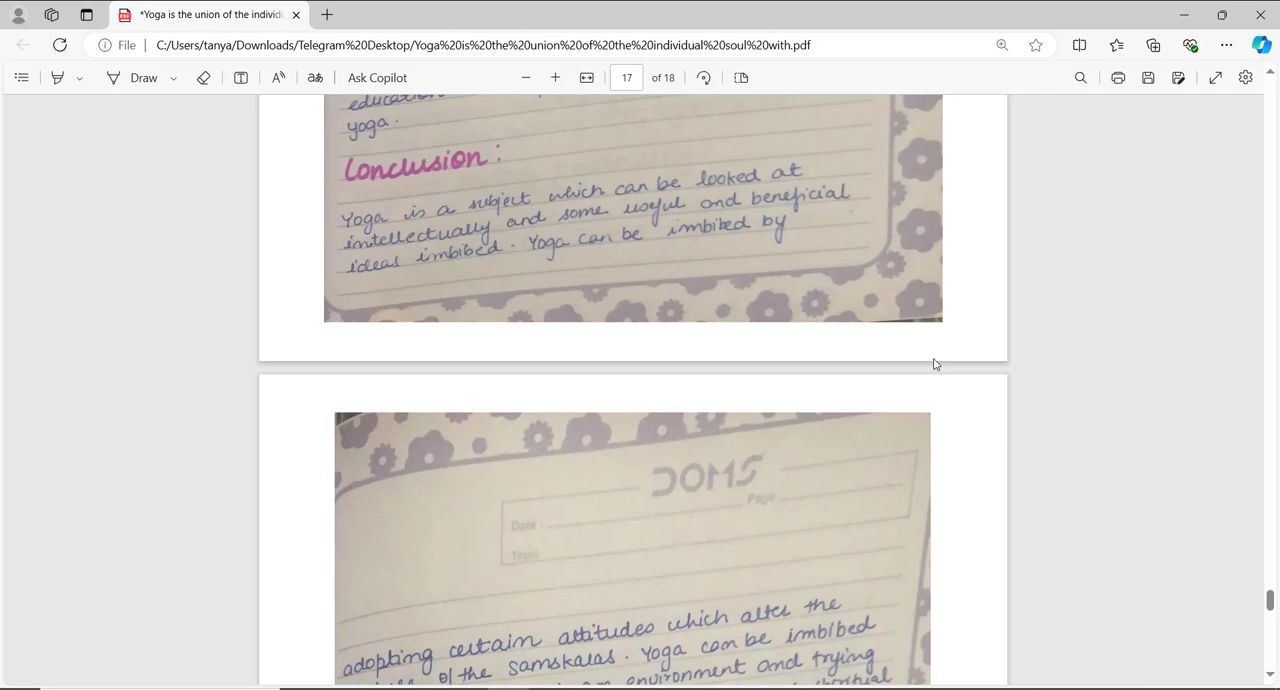 *Yoga is the union of the individu
File
C:/Users/tanya/Downloads/Telegram%20Desktop/Yoga%20is%20the%20union%20of%20the%20individual%20soul%20with.pdf
Draw
Ask Copilot
17 of 18
education
yoga.
Conclusion:
Yoga is a subject which can be looked at
intellectually and some useful and beneficial
ideas imbibed. Yoga can be imbibed by
DOMS
Page
Date :
Topic :
adopting certain attitudes which alter the
of the samskaras. Yoga can be imbibed
environment and trying
spiritual